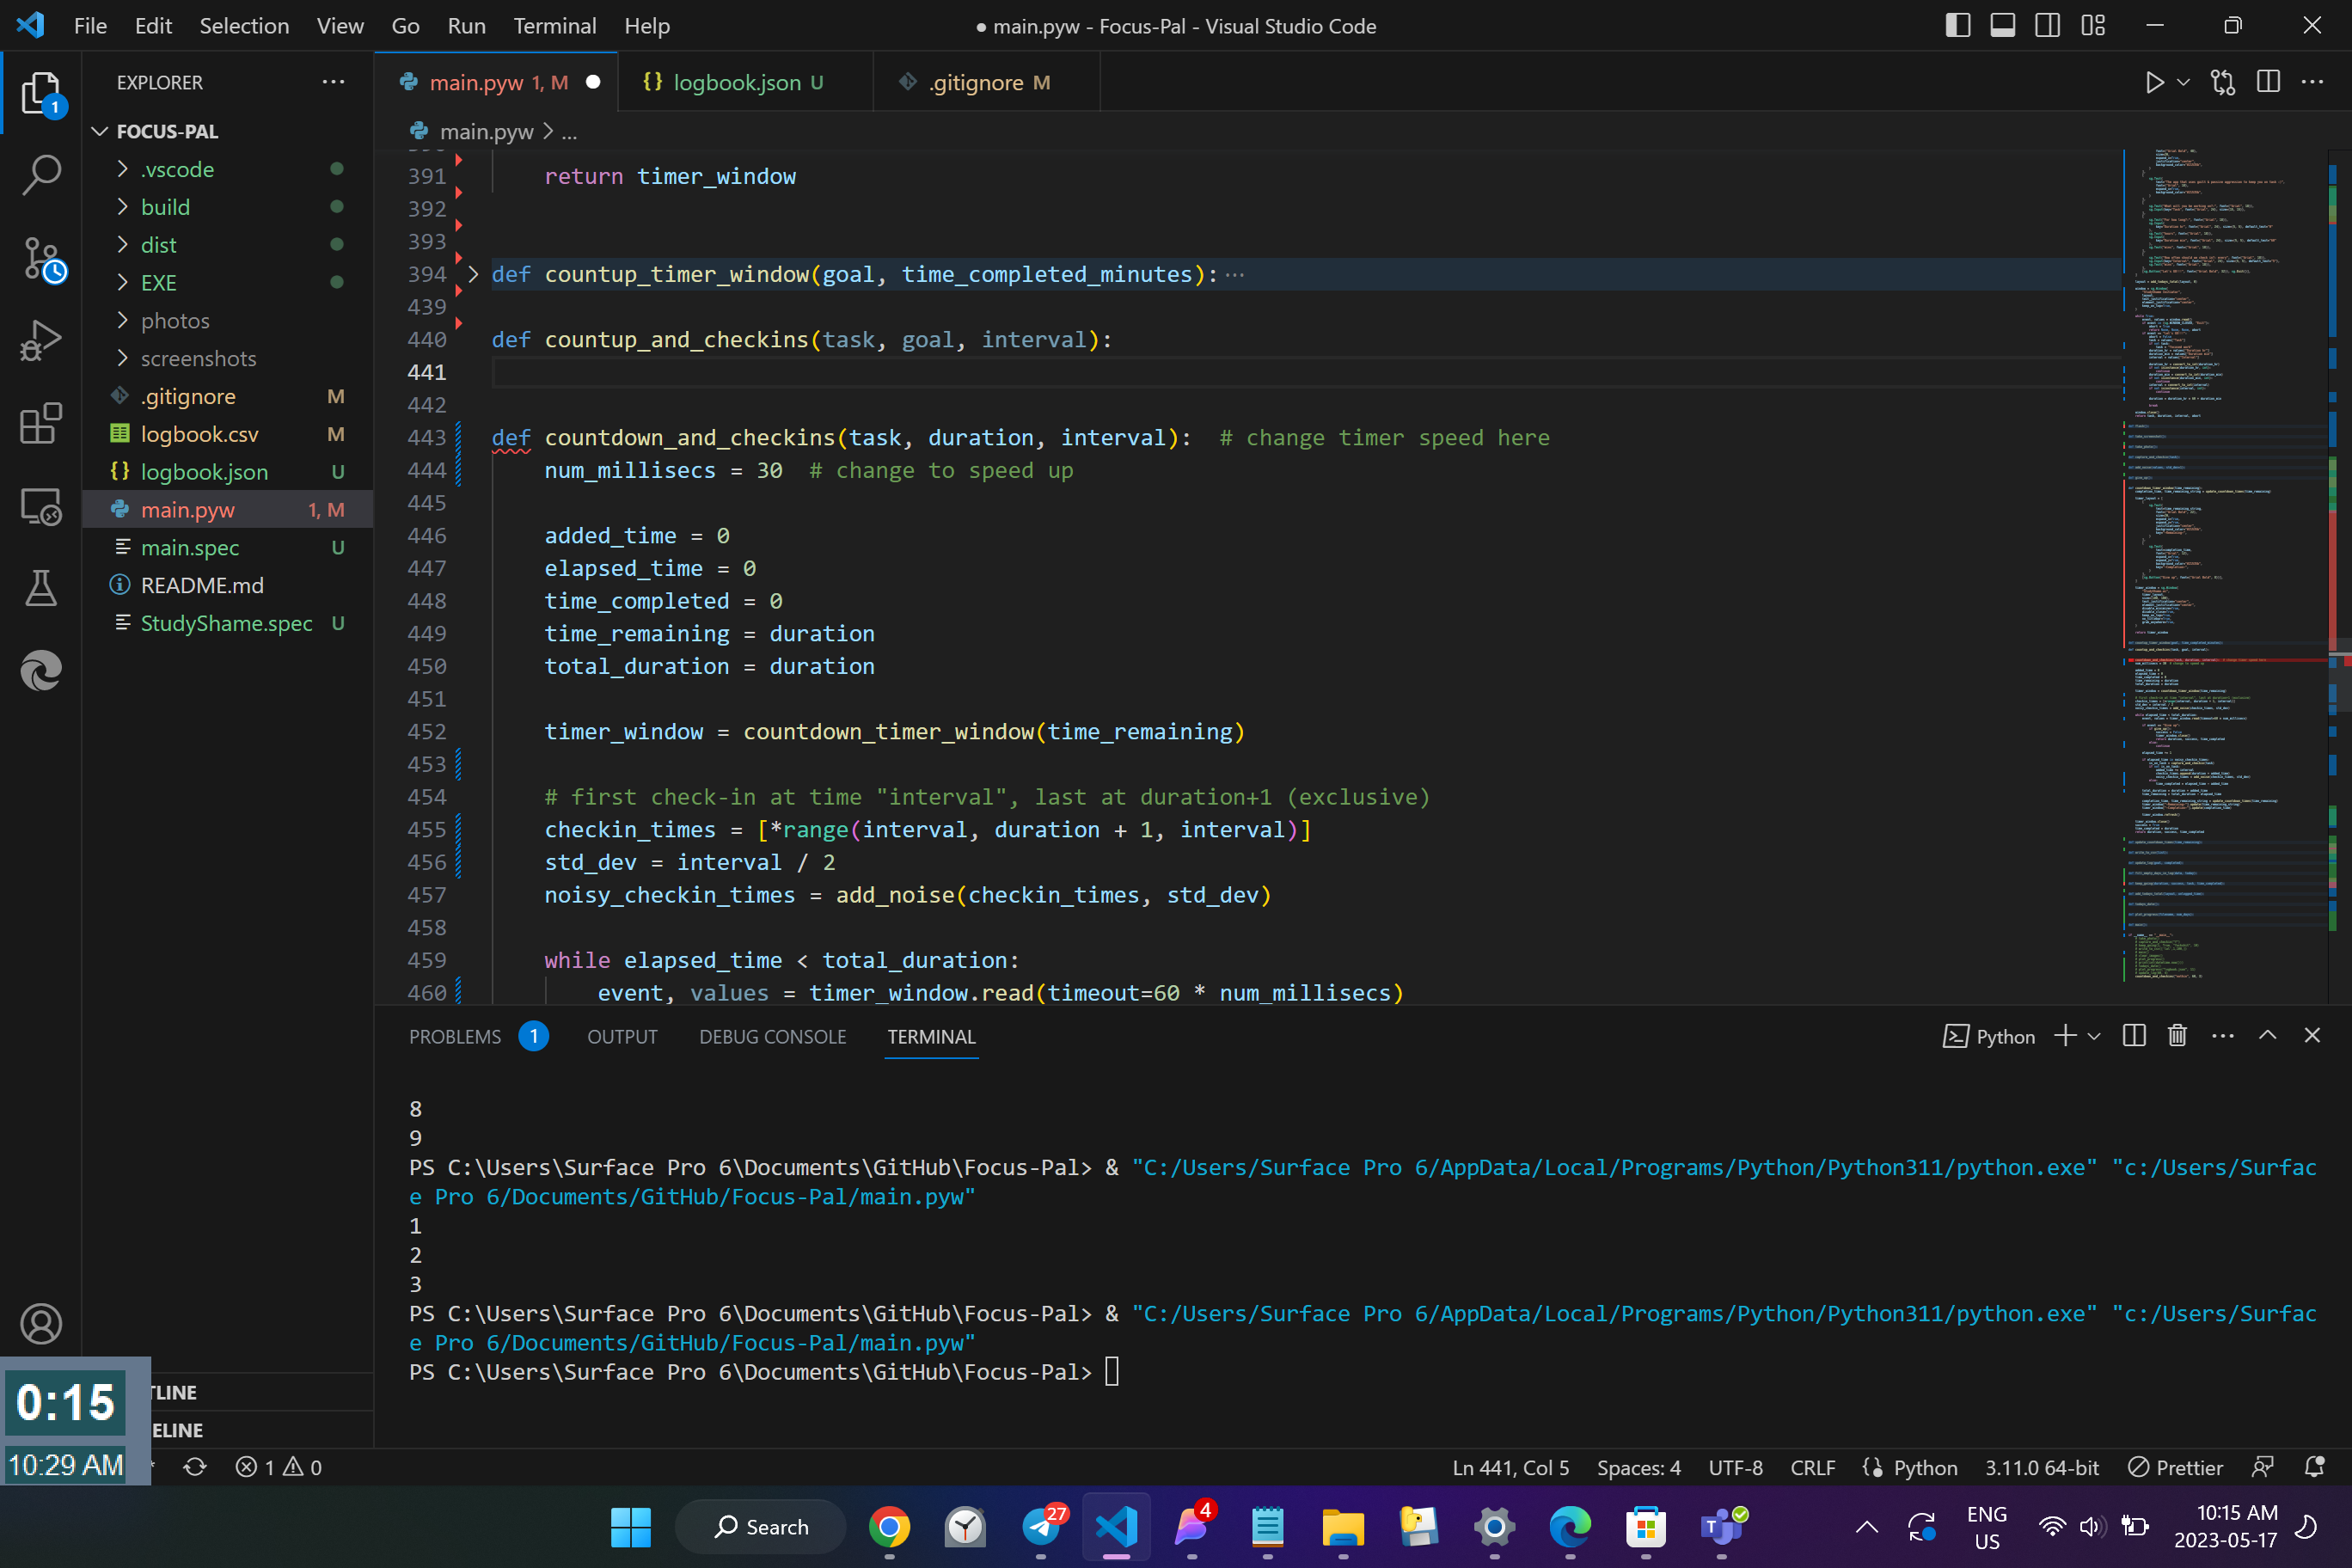 File Edit Selection View Go Run Terminal Help
● main.pyw - Focus-Pal - Visual Studio Code
EXPLORER
main.pyw 1, M
{} logbook.json U
.gitignore M
1
FOCUS-PAL
main.pyw > ...
.vscode
build
dist
EXE
photos
screenshots
.gitignore M
logbook.csv M
{} logbook.json U
main.pyw 1, M
main.spec U
README.md
StudyShame.spec U
391 return timer_window
392
393
394 def countup_timer_window(goal, time_completed_minutes): ...
439
440 def countup_and_checkins(task, goal, interval):
441
442
443 def countdown_and_checkins(task, duration, interval):  # change timer speed here
444 num_millisecs = 30  # change to speed up
445
446 added_time = 0
447 elapsed_time = 0
448 time_completed = 0
449 time_remaining = duration
450 total_duration = duration
451
452 timer_window = countdown_timer_window(time_remaining)
453
454 # first check-in at time "interval", last at duration+1 (exclusive)
455 checkin_times = [*range(interval, duration + 1, interval)]
456 std_dev = interval / 2
457 noisy_checkin_times = add_noise(checkin_times, std_dev)
458
459 while elapsed_time < total_duration:
460 event, values = timer_window.read(timeout=60 * num_millisecs)
PROBLEMS 1 OUTPUT DEBUG CONSOLE TERMINAL
Python
8
9
PS C:\Users\Surface Pro 6\Documents\GitHub\Focus-Pal> & "C:/Users/Surface Pro 6/AppData/Local/Programs/Python/Python311/python.exe" "c:/Users/Surfac
e Pro 6/Documents/GitHub/Focus-Pal/main.pyw"
1
2
3
PS C:\Users\Surface Pro 6\Documents\GitHub\Focus-Pal> & "C:/Users/Surface Pro 6/AppData/Local/Programs/Python/Python311/python.exe" "c:/Users/Surfac
e Pro 6/Documents/GitHub/Focus-Pal/main.pyw"
PS C:\Users\Surface Pro 6\Documents\GitHub\Focus-Pal>
TLINE
ELINE
0:15
10:29 AM
1 0
Ln 441, Col 5 Spaces: 4 UTF-8 CRLF Python 3.11.0 64-bit Prettier
Search
27
4
ENG
US
10:15 AM
2023-05-17